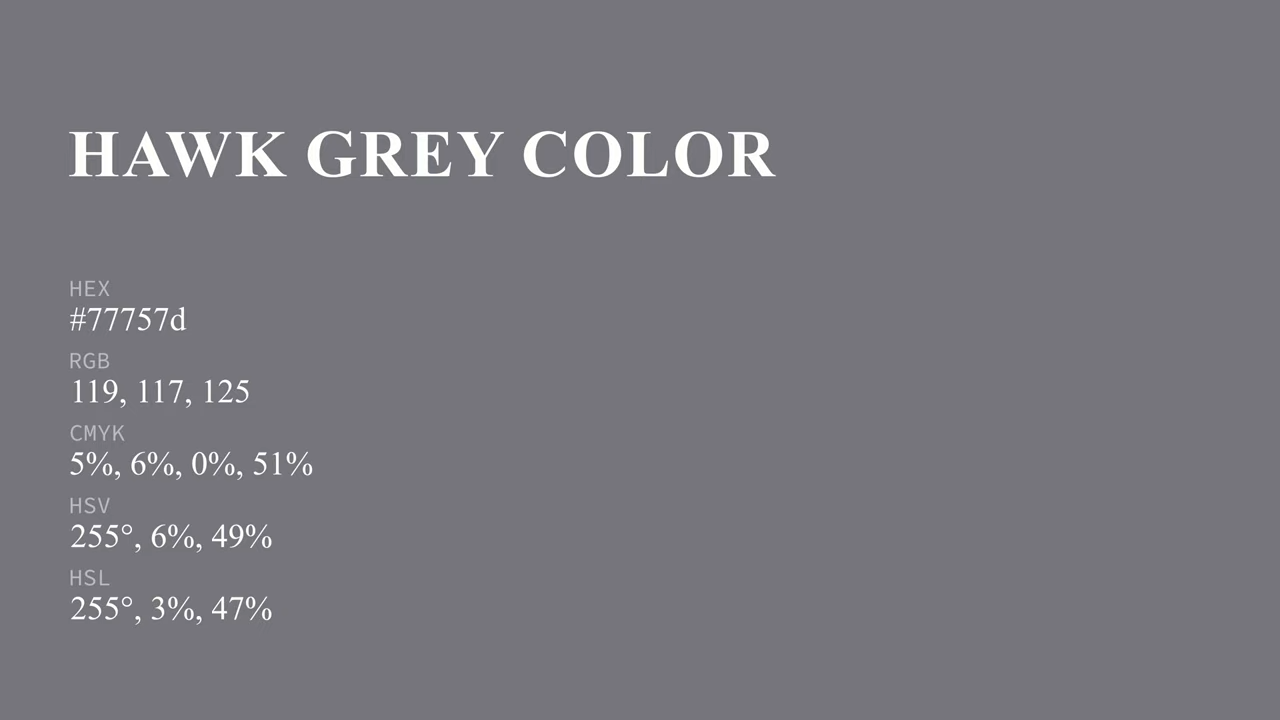 HAWK GREY COLOR
HEX
#77757d
RGB
119, 117, 125
CMYK
5%, 6%, 0%, 51%
HSV
255°, 6%, 49%
HSL
255°, 3%, 47%